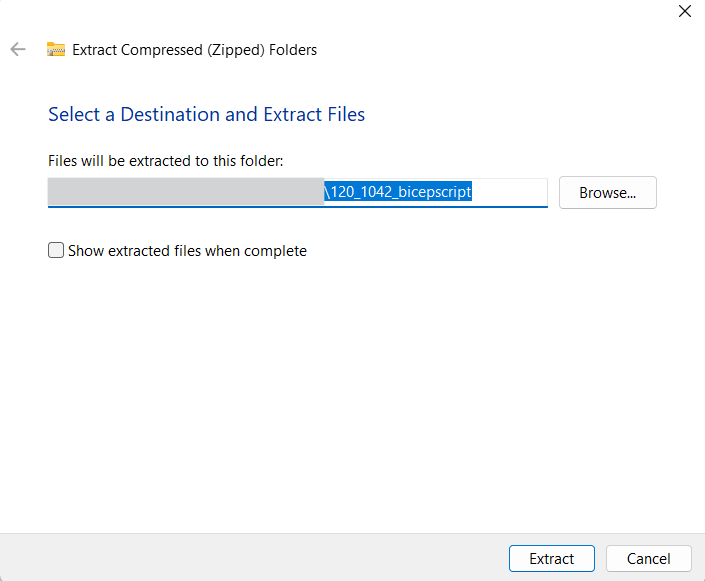 Extract Compressed (Zipped) Folders
Select a Destination and Extract Files
Files will be extracted to this folder:
\120_1042_bicepscript
Browse...
Show extracted files when complete
Extract
Cancel